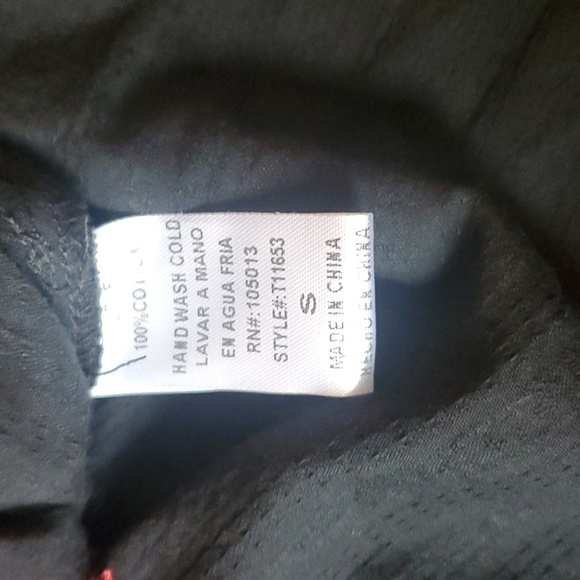 100% COTTON
HAND WASH COLD
LAVAR A MANO
EN AGUA FRIA
RN#:105013
STYLE#:T11653
S
MADE IN CHINA
HECHO EN CHINA